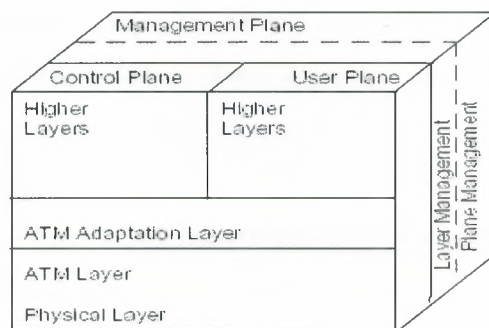 Management Plane
Control Plane
User Plane
Higher
Layers
Higher
Layers
ATM Adaptation Layer
ATM Layer
Physical Layer
Layer Management
Plane Management